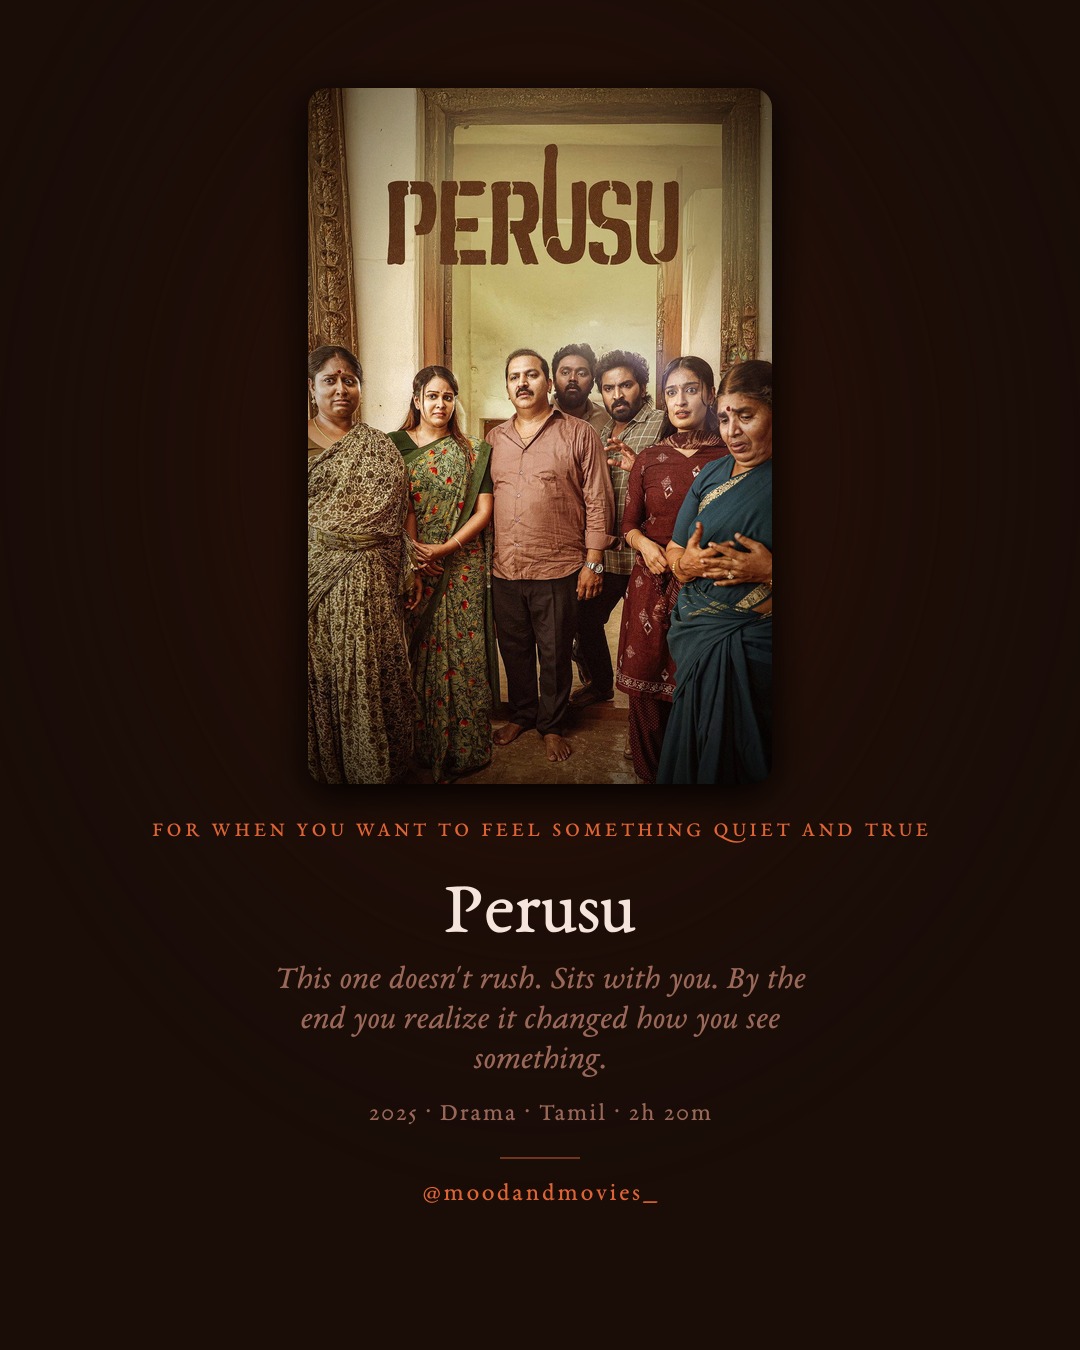 PERUSU
FOR WHEN YOU WANT TO FEEL SOMETHING QUIET AND TRUE
Perusu
This one doesn't rush. Sits with you. By the
end you realize it changed how you see
something.
2025 · Drama · Tamil · 2h 20m
@moodandmovies_